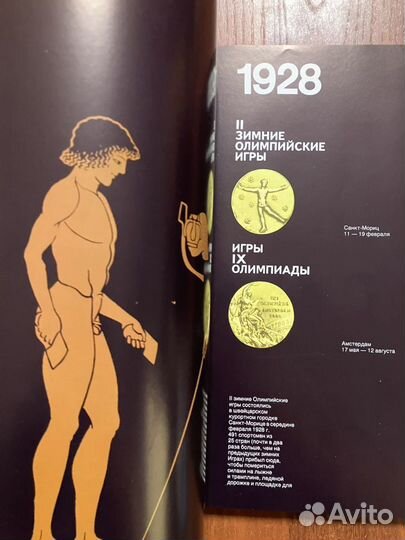 1928
II
ЗИМНИЕ
ОЛИМПИЙСКИЕ
ИГРЫ
Санкт-Мориц
11 — 19 февраля
ИГРЫ
IX
ОЛИМПИАДЫ
Амстердам
17 мая — 12 августа
II зимние Олимпийские
игры состоялись
в швейцарском
курортном городке
Санкт-Морице в середине
февраля 1928 г.
491 спортсмен из
25 стран (почти в два
раза больше, чем на
предыдущих зимних
Играх) прибыл сюда,
чтобы помериться
силами на лыжне
и трамплине, ледяной
дорожке и площадке для
Avito